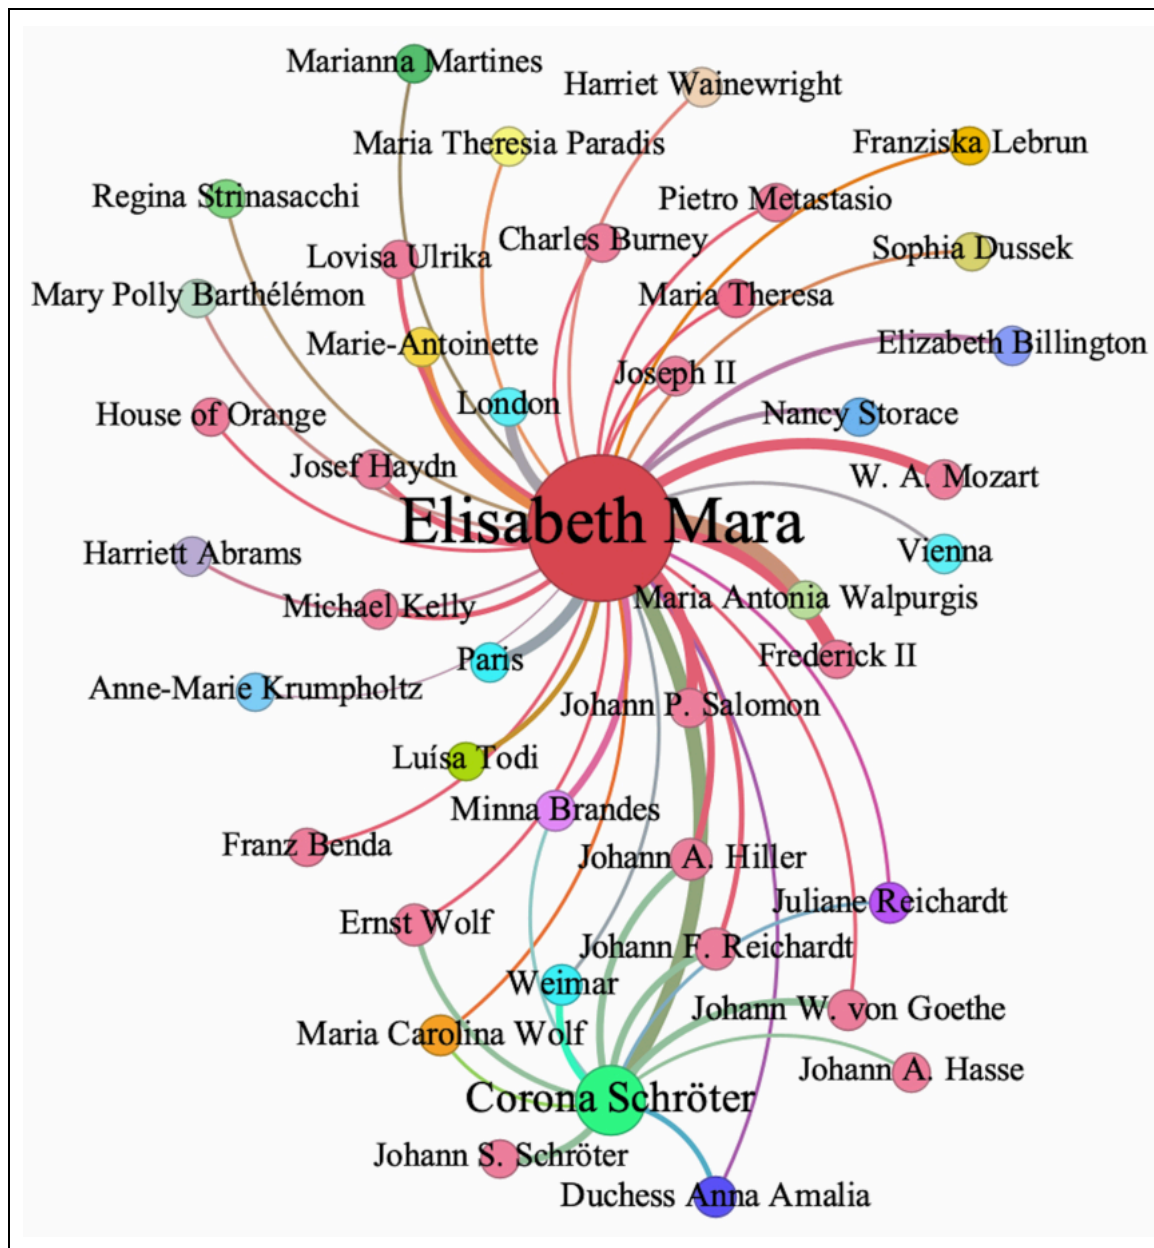 Marianna Martines
Harriet Wainewright
Maria Theresia Paradis
Franziska Lebrun
Regina Strinasacchi
Pietro Metastasio
Charles Burney
Lovisa Ulrika
Sophia Dussek
Mary Polly Barthélémon
Maria Theresa
Marie-Antoinette
Elizabeth Billington
Joseph II
London
House of Orange
Nancy Storace
Josef Haydn
W. A. Mozart
Elisabeth Mara
Harriett Abrams
Vienna
Michael Kelly
Maria Antonia Walpurgis
Paris
Frederick II
Anne-Marie Krumpholtz
Johann P. Salomon
Luísa Todi
Minna Brandes
Franz Benda
Johann A. Hiller
Juliane Reichardt
Ernst Wolf
Johann F. Reichardt
Weimar
Johann W. von Goethe
Maria Carolina Wolf
Johann A. Hasse
Corona Schröter
Johann S. Schröter
Duchess Anna Amalia